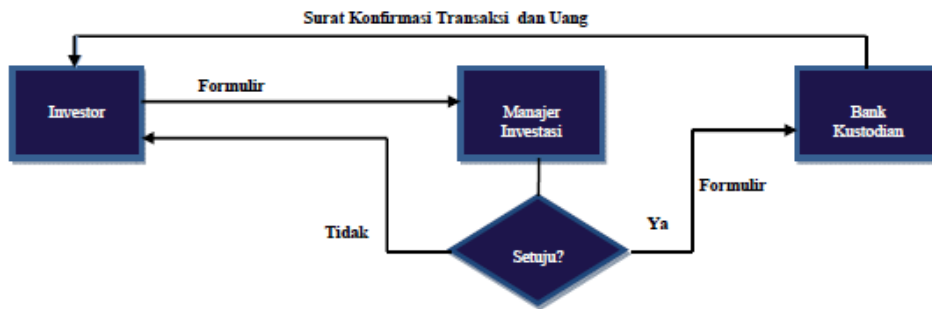 Surat Konfirmasi Transaksi dan Uang
Investor
Formulir
Manajer
Investasi
Bank
Kustodian
Formulir
Tidak
Ya
Setuju?